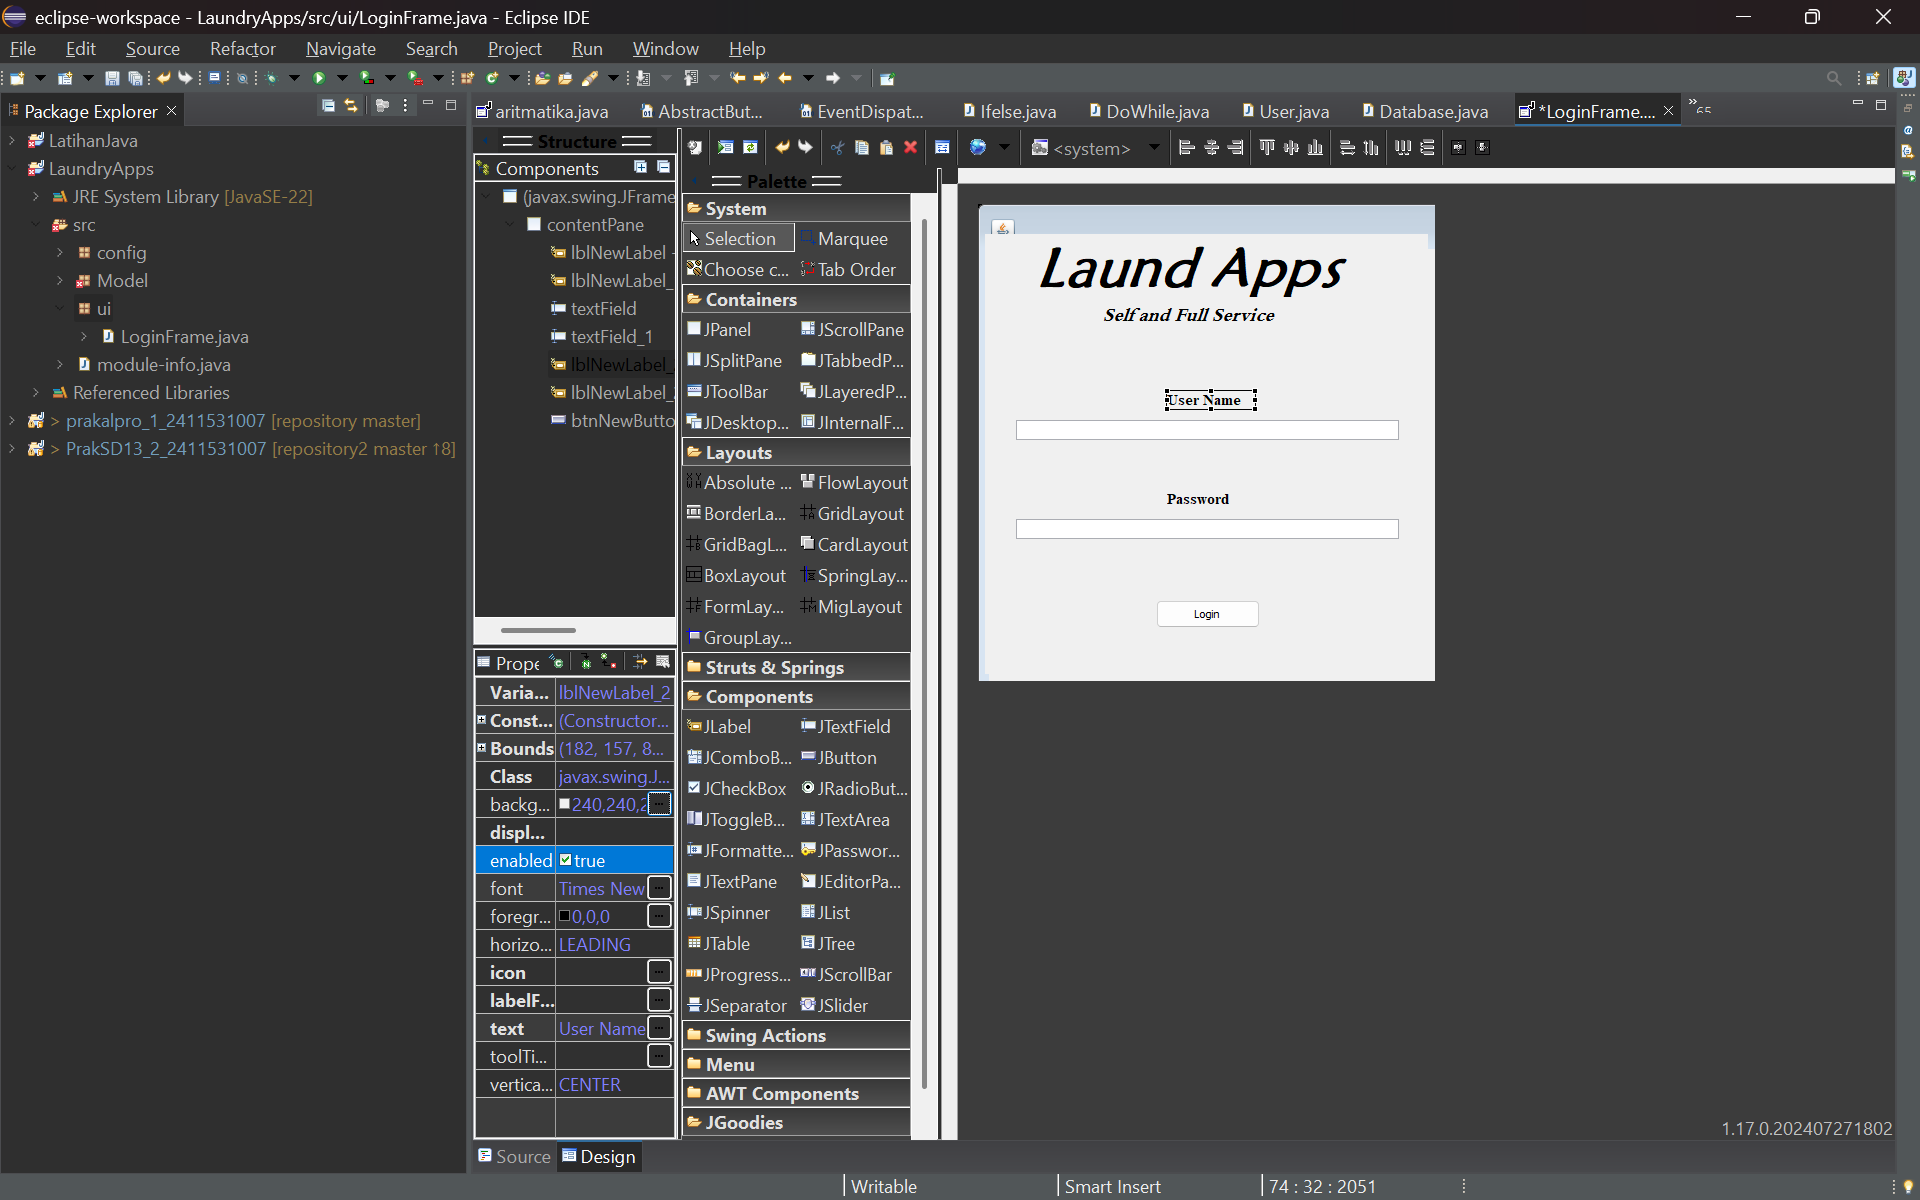 eclipse-workspace - LaundryApps/src/ui/LoginFrame.java - Eclipse IDE
File Edit Source Refactor Navigate Search Project Run Window Help
Package Explorer
aritmatika.java AbstractBut... EventDispat... Ifelse.java DoWhile.java User.java Database.java *LoginFrame.... »65
LatihanJava
LaundryApps
JRE System Library [JavaSE-22]
src
config
Model
ui
LoginFrame.java
module-info.java
Referenced Libraries
> prakalpro_1_2411531007 [repository master]
> PrakSD13_2_2411531007 [repository2 master ↑8]
Structure
Components
(javax.swing.JFrame
contentPane
lblNewLabel -
lblNewLabel_
textField
textField_1
lblNewLabel_
lblNewLabel_
btnNewButto
Prope
Varia... lblNewLabel_2
Const... (Constructor...
Bounds (182, 157, 8...
Class javax.swing.J...
backg... 240,240,2 ...
displ...
enabled true
font Times New ...
foregr... 0,0,0 ...
horizo... LEADING
icon ...
labelF... ...
text User Name ...
toolTi... ...
vertica... CENTER
<system>
Palette
System
Selection Marquee
Choose c... Tab Order
Containers
JPanel JScrollPane
JSplitPane JTabbedP...
JToolBar JLayeredP...
JDesktop... JInternalF...
Layouts
Absolute ... FlowLayout
BorderLa... GridLayout
GridBagL... CardLayout
BoxLayout SpringLay...
FormLay... MigLayout
GroupLay...
Struts & Springs
Components
JLabel JTextField
JComboB... JButton
JCheckBox JRadioBut...
JToggleB... JTextArea
JFormatte... JPasswor...
JTextPane JEditorPa...
JSpinner JList
JTable JTree
JProgress... JScrollBar
JSeparator JSlider
Swing Actions
Menu
AWT Components
JGoodies
Laund Apps
Self and Full Service
User Name
Password
Login
1.17.0.202407271802
Source Design
Writable Smart Insert 74 : 32 : 2051